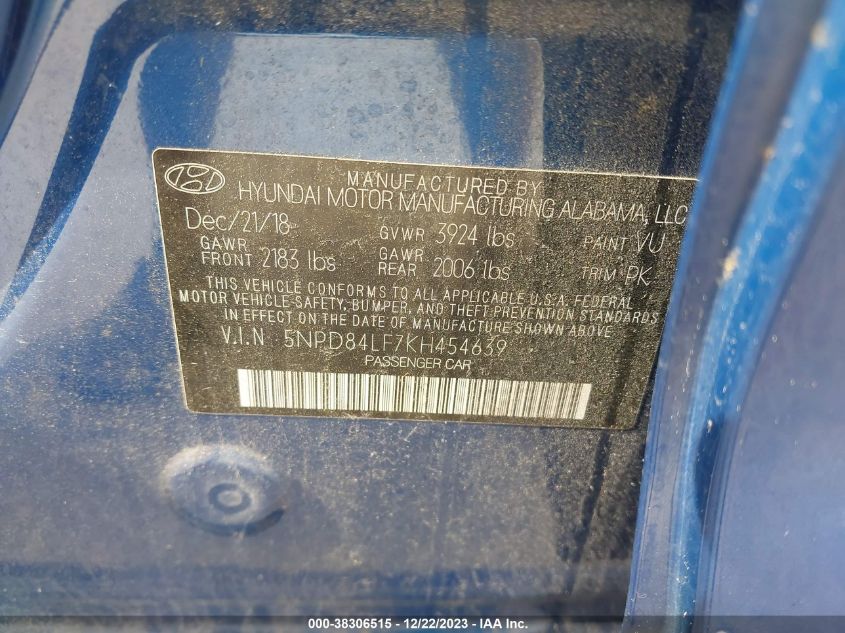 MANUFACTURED BY
HYUNDAI MOTOR MANUFACTURING ALABAMA, LLC
Dec/21/18 GVWR 3924 lbs PAINT VU
GAWR FRONT 2183 lbs GAWR REAR 2006 lbs TRIM PK
THIS VEHICLE CONFORMS TO ALL APPLICABLE U.S.A. FEDERAL
MOTOR VEHICLE SAFETY, BUMPER, AND THEFT PREVENTION STANDARDS
IN EFFECT ON THE DATE OF MANUFACTURE SHOWN ABOVE.
V.I.N 5NPD84LF7KH454639
PASSENGER CAR
000-38306515 - 12/22/2023 - IAA Inc.